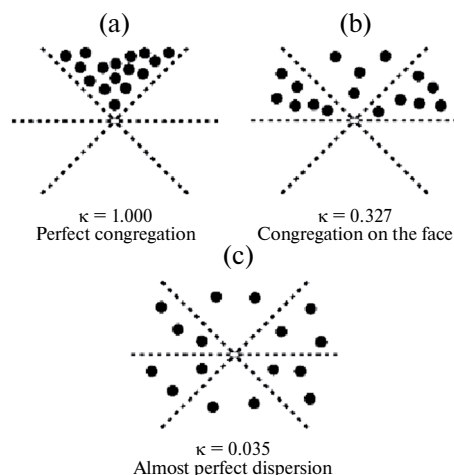 (a)
κ = 1.000
Perfect congregation
(b)
κ = 0.327
Congregation on the face
(c)
κ = 0.035
Almost perfect dispersion